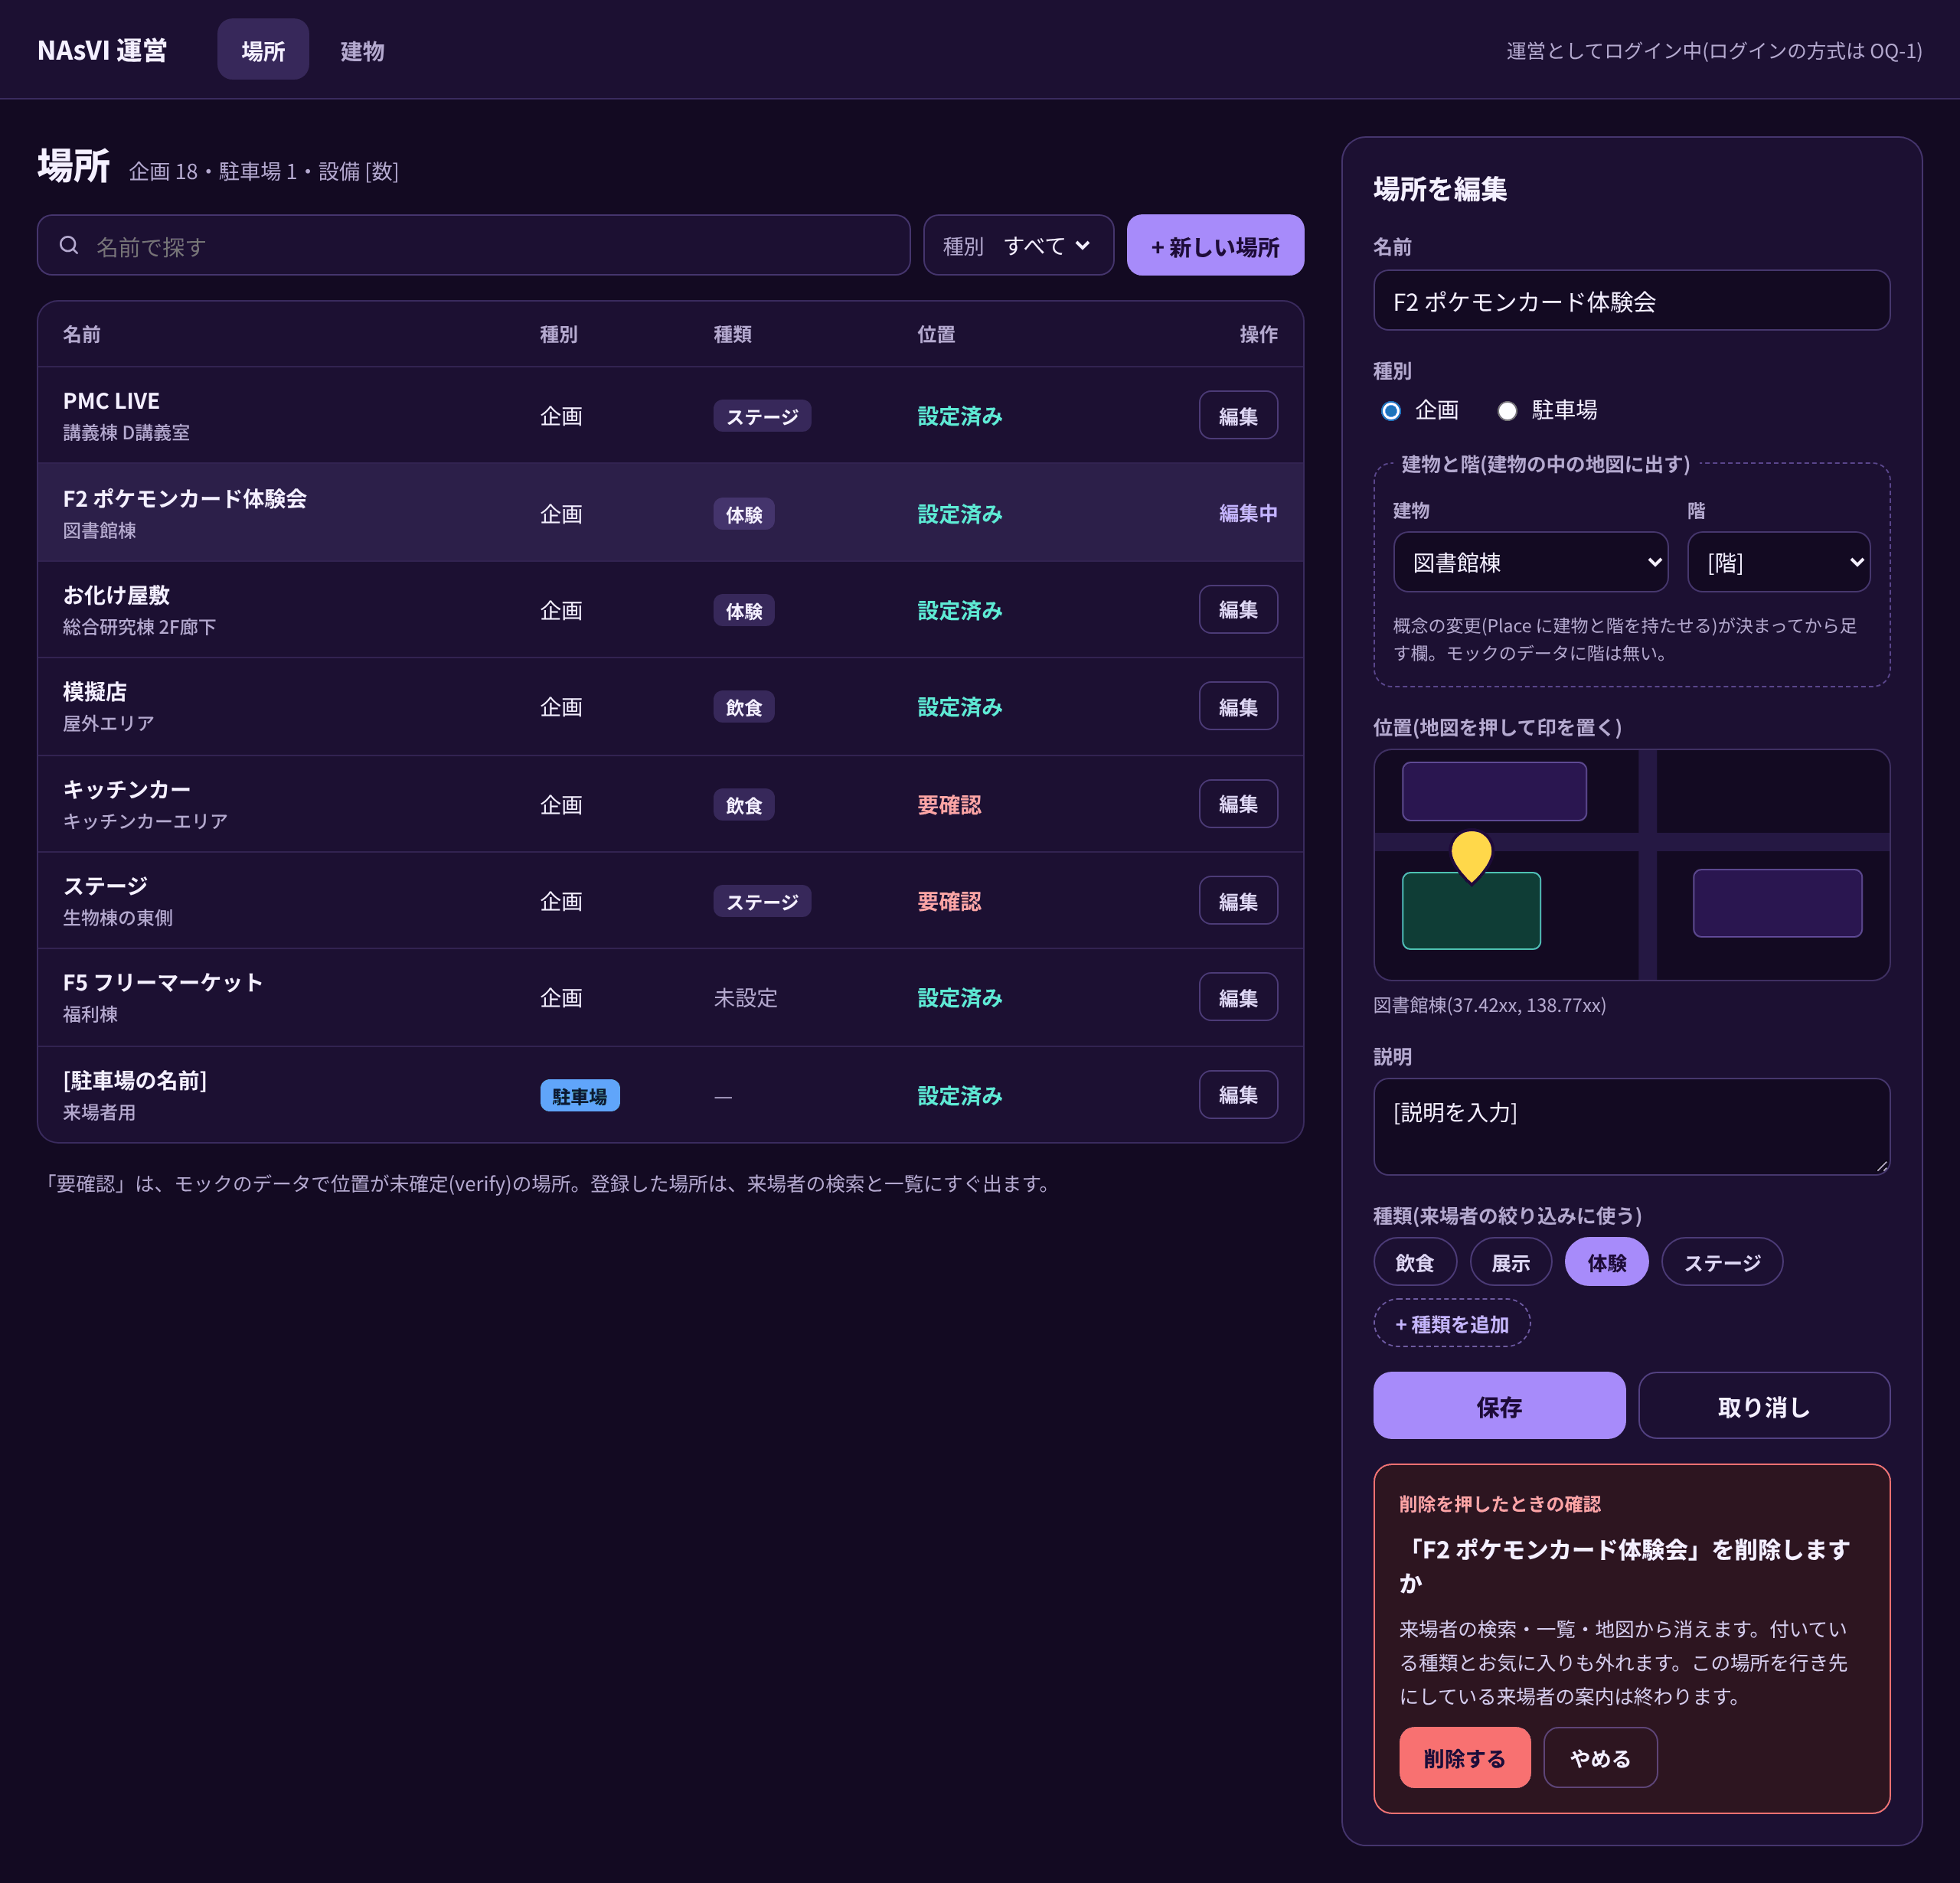 NAsVI 運営
場所
建物
運営としてログイン中(ログインの方式は OQ-1)
場所
企画 18・駐車場 1・設備 [数]
名前で探す
種別 すべて
+ 新しい場所
名前 種別 種類 位置 操作
PMC LIVE
講義棟 D講義室
企画 ステージ 設定済み 編集
F2 ポケモンカード体験会
図書館棟
企画 体験 設定済み 編集中
お化け屋敷
総合研究棟 2F廊下
企画 体験 設定済み 編集
模擬店
屋外エリア
企画 飲食 設定済み 編集
キッチンカー
キッチンカーエリア
企画 飲食 要確認 編集
ステージ
生物棟の東側
企画 ステージ 要確認 編集
F5 フリーマーケット
福利棟
企画 未設定 設定済み 編集
[駐車場の名前]
来場者用
駐車場 — 設定済み 編集
「要確認」は、モックのデータで位置が未確定(verify)の場所。登録した場所は、来場者の検索と一覧にすぐ出ます。
場所を編集
名前
F2 ポケモンカード体験会
種別
企画 駐車場
建物と階(建物の中の地図に出す)
建物 階
図書館棟 [階]
概念の変更(Place に建物と階を持たせる)が決まってから足
す欄。モックのデータに階は無い。
位置(地図を押して印を置く)
図書館棟(37.42xx, 138.77xx)
説明
[説明を入力]
種類(来場者の絞り込みに使う)
飲食 展示 体験 ステージ
+ 種類を追加
保存 取り消し
削除を押したときの確認
「F2 ポケモンカード体験会」を削除します
か
来場者の検索・一覧・地図から消えます。付いてい
る種類とお気に入りも外れます。この場所を行き先
にしている来場者の案内は終わります。
削除する やめる